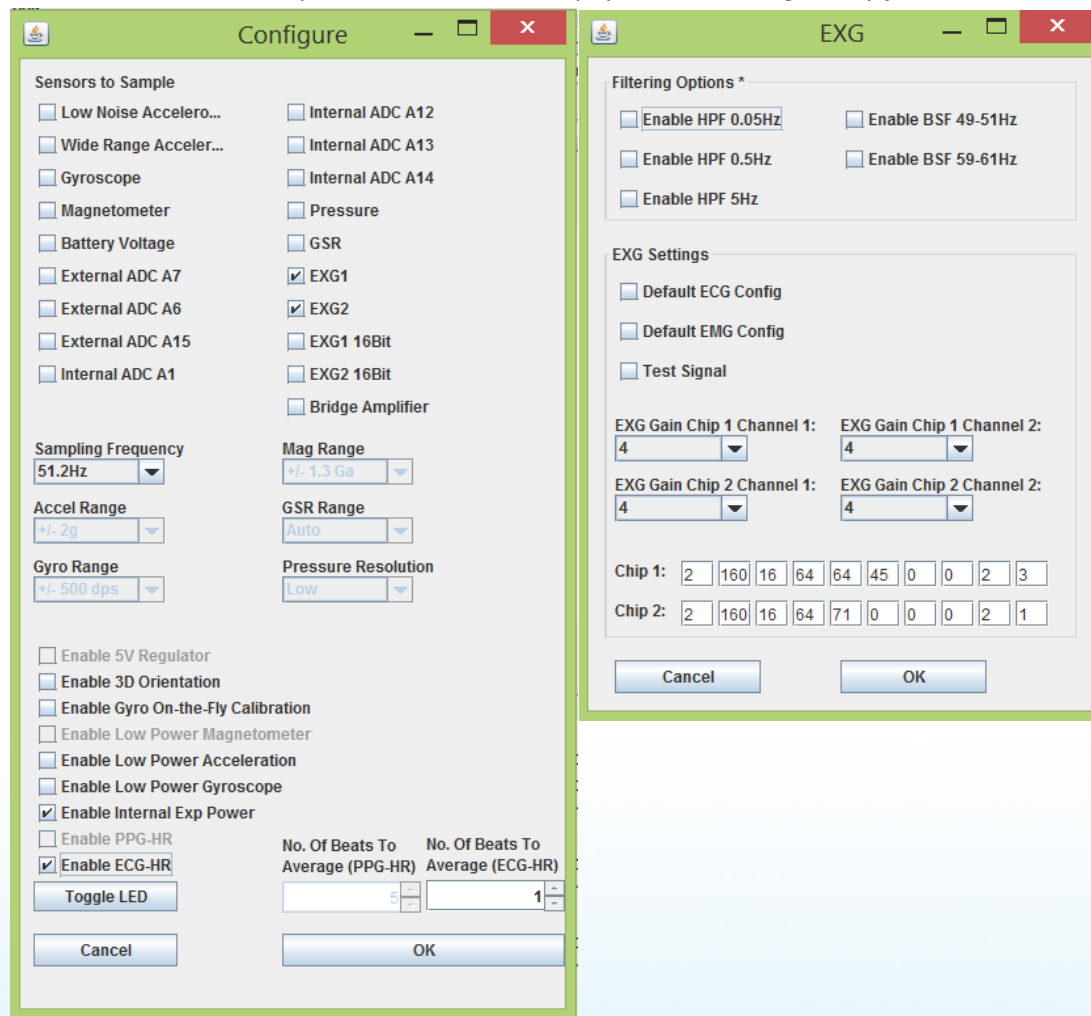 Configure
Sensors to Sample
Low Noise Accelero...
Internal ADC A12
Wide Range Acceler...
Internal ADC A13
Gyroscope
Internal ADC A14
Magnetometer
Pressure
Battery Voltage
GSR
External ADC A7
EXG1
External ADC A6
EXG2
External ADC A15
EXG1 16Bit
Internal ADC A1
EXG2 16Bit
Bridge Amplifier
Sampling Frequency
Mag Range
51.2Hz
+/- 1.3 Ga
Accel Range
GSR Range
+/- 2g
Auto
Gyro Range
Pressure Resolution
+/- 500 dps
Low
Enable 5V Regulator
Enable 3D Orientation
Enable Gyro On-the-Fly Calibration
Enable Low Power Magnetometer
Enable Low Power Acceleration
Enable Low Power Gyroscope
Enable Internal Exp Power
Enable PPG-HR
Enable ECG-HR
No. Of Beats To
Average (PPG-HR)
No. Of Beats To
Average (ECG-HR)
Toggle LED
5
1
Cancel
OK
EXG
Filtering Options *
Enable HPF 0.05Hz
Enable BSF 49-51Hz
Enable HPF 0.5Hz
Enable BSF 59-61Hz
Enable HPF 5Hz
EXG Settings
Default ECG Config
Default EMG Config
Test Signal
EXG Gain Chip 1 Channel 1:
EXG Gain Chip 1 Channel 2:
4
4
EXG Gain Chip 2 Channel 1:
EXG Gain Chip 2 Channel 2:
4
4
Chip 1: 2 160 16 64 64 45 0 0 2 3
Chip 2: 2 160 16 64 71 0 0 0 2 1
Cancel
OK